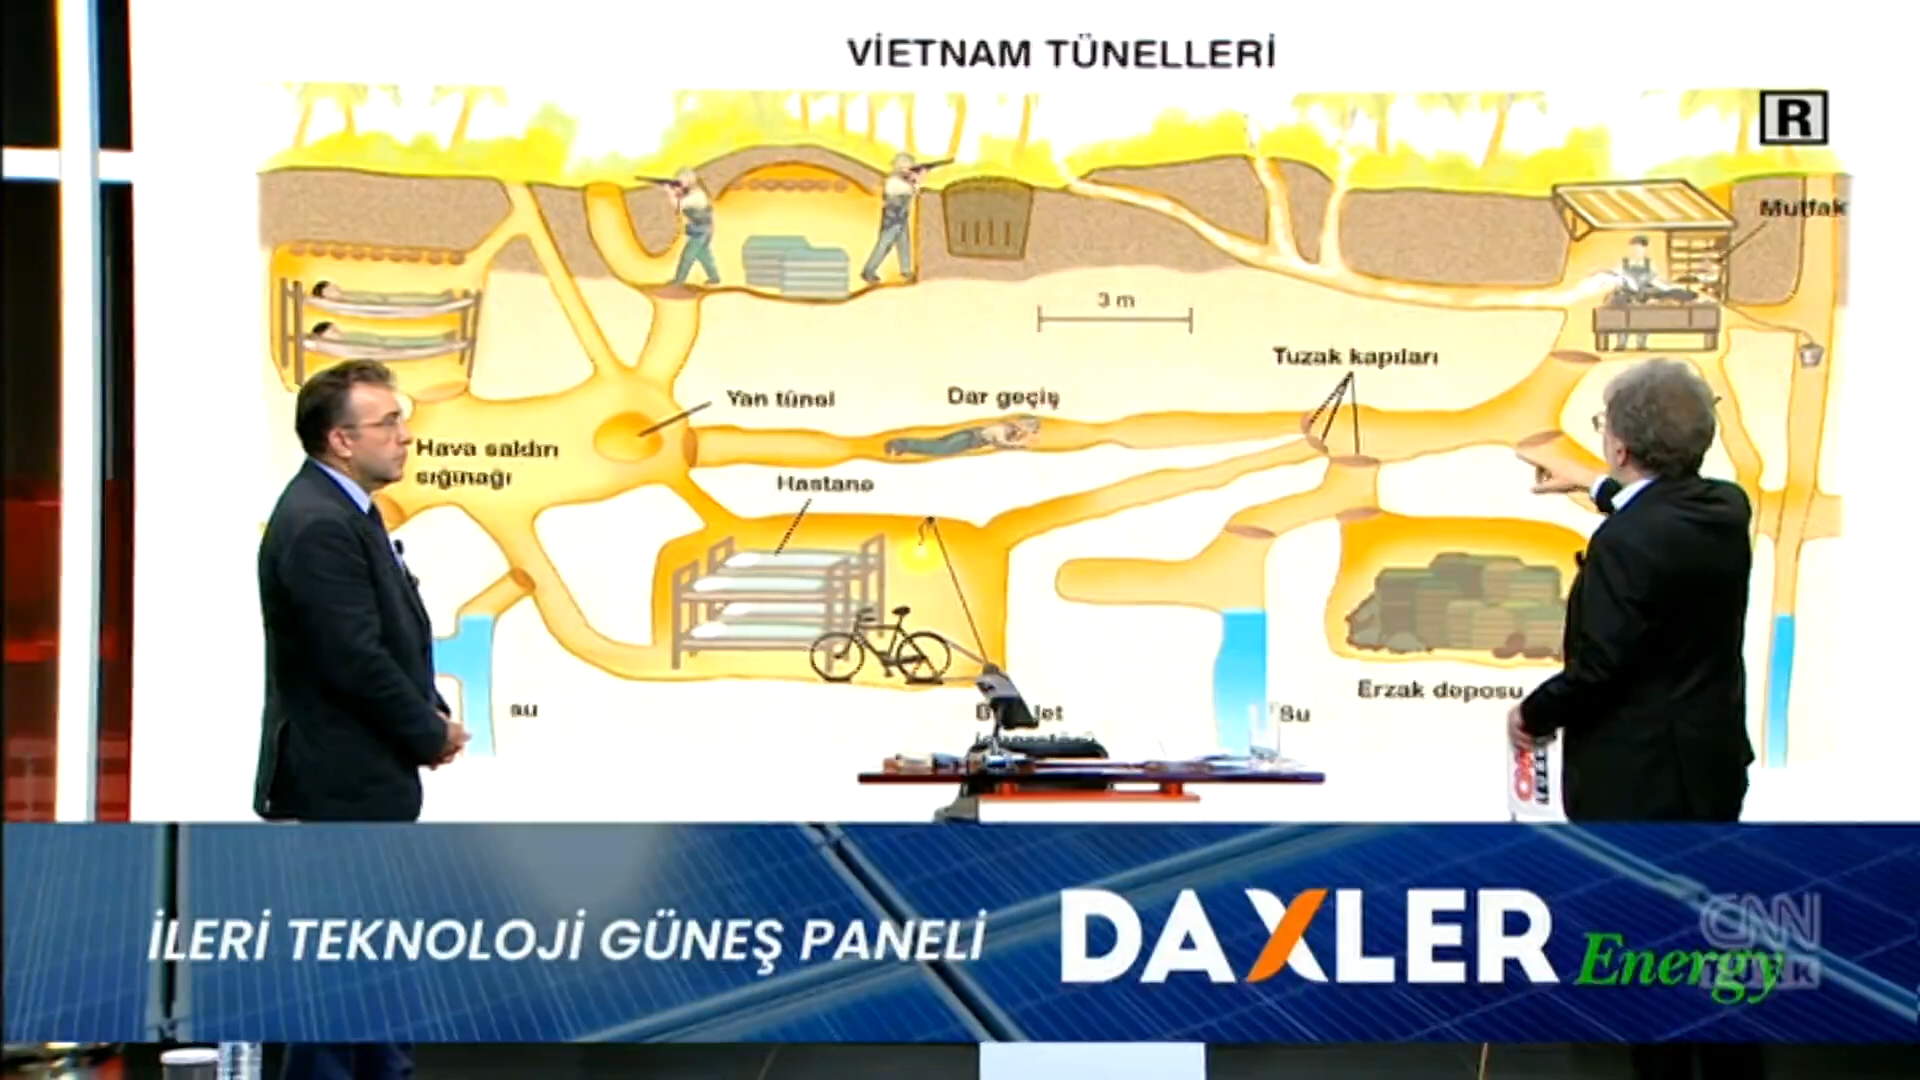 VİETNAM TÜNELLERİ
R
Mutfak
3 m
Tuzak kapıları
Yan tünel
Dar geçiş
Hava saldırı
sığınağı
Hastane
Erzak deposu
su
Su
İLERİ TEKNOLOJİ GÜNEŞ PANELİ
DAXLER
Energy
CNN
TÜRK